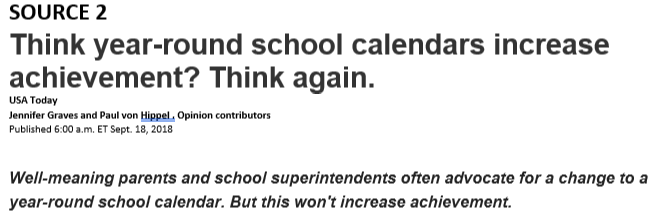 SOURCE 2
Think year-round school calendars increase
achievement? Think again.
USA Today
Jennifer Graves and Paul von Hippel , Opinion contributors
Published 6:00 a.m. ET Sept. 18, 2018
Well-meaning parents and school superintendents often advocate for a change to a
year-round school calendar. But this won't increase achievement.